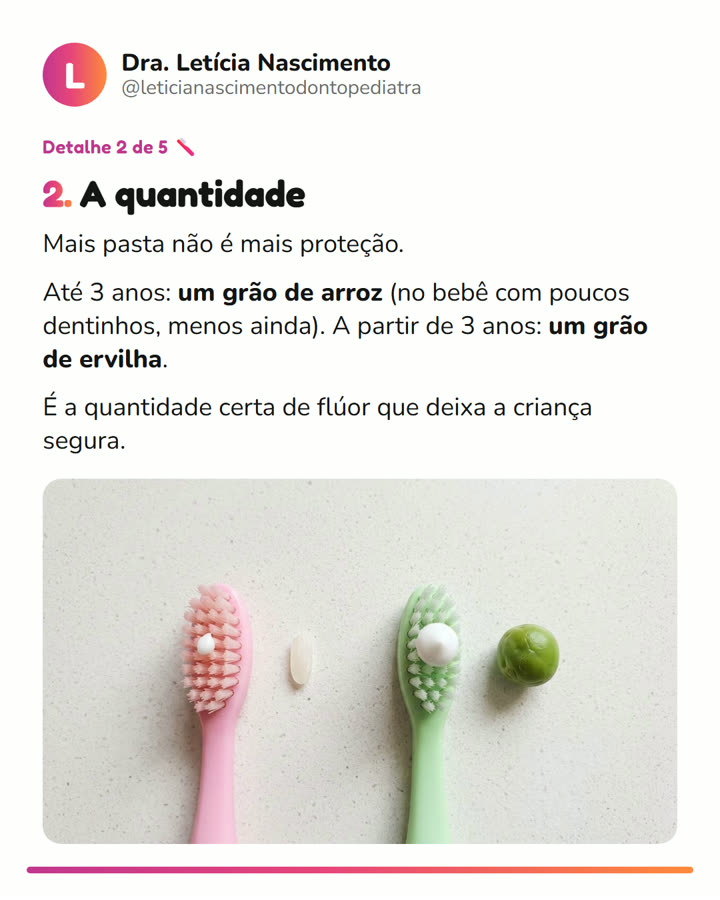 L
Dra. Letícia Nascimento
@leticianascimentodontopediatra
Detalhe 2 de 5
2. A quantidade
Mais pasta não é mais proteção.
Até 3 anos: um grão de arroz (no bebê com poucos
dentinhos, menos ainda). A partir de 3 anos: um grão
de ervilha.
É a quantidade certa de flúor que deixa a criança
segura.